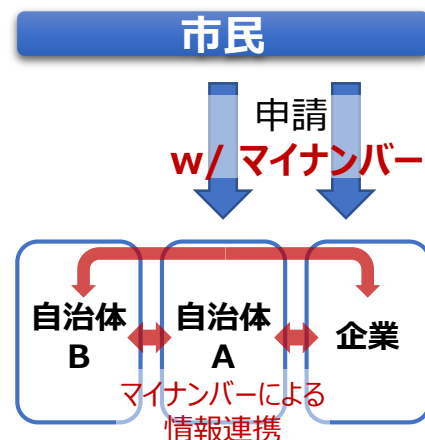 市民
申請
w/ マイナンバー
自治体
B
自治体
A
企業
マイナンバーによる
情報連携